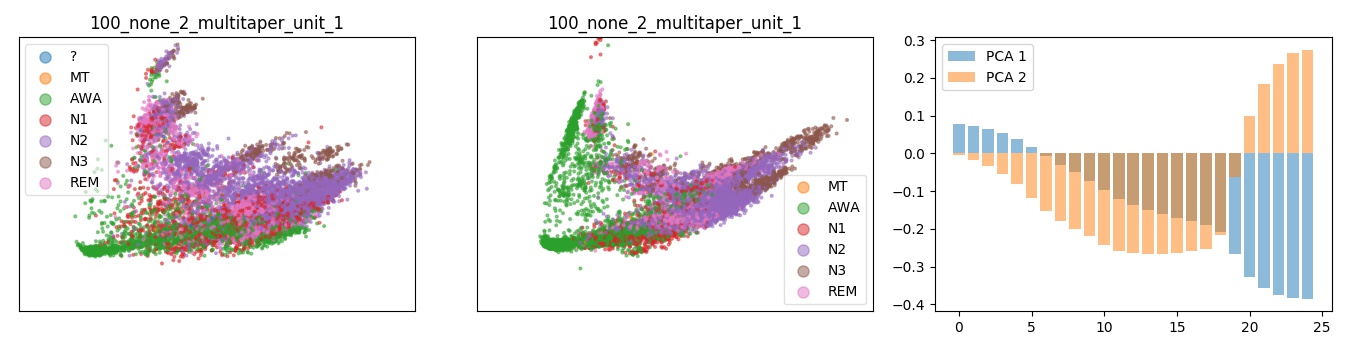 100_none_2_multitaper_unit_1
?
MT
AWA
N1
N2
N3
REM
100_none_2_multitaper_unit_1
MT
AWA
N1
N2
N3
REM
PCA 1
PCA 2
0.3
0.2
0.1
0.0
−0.1
−0.2
−0.3
−0.4
0 5 10 15 20 25